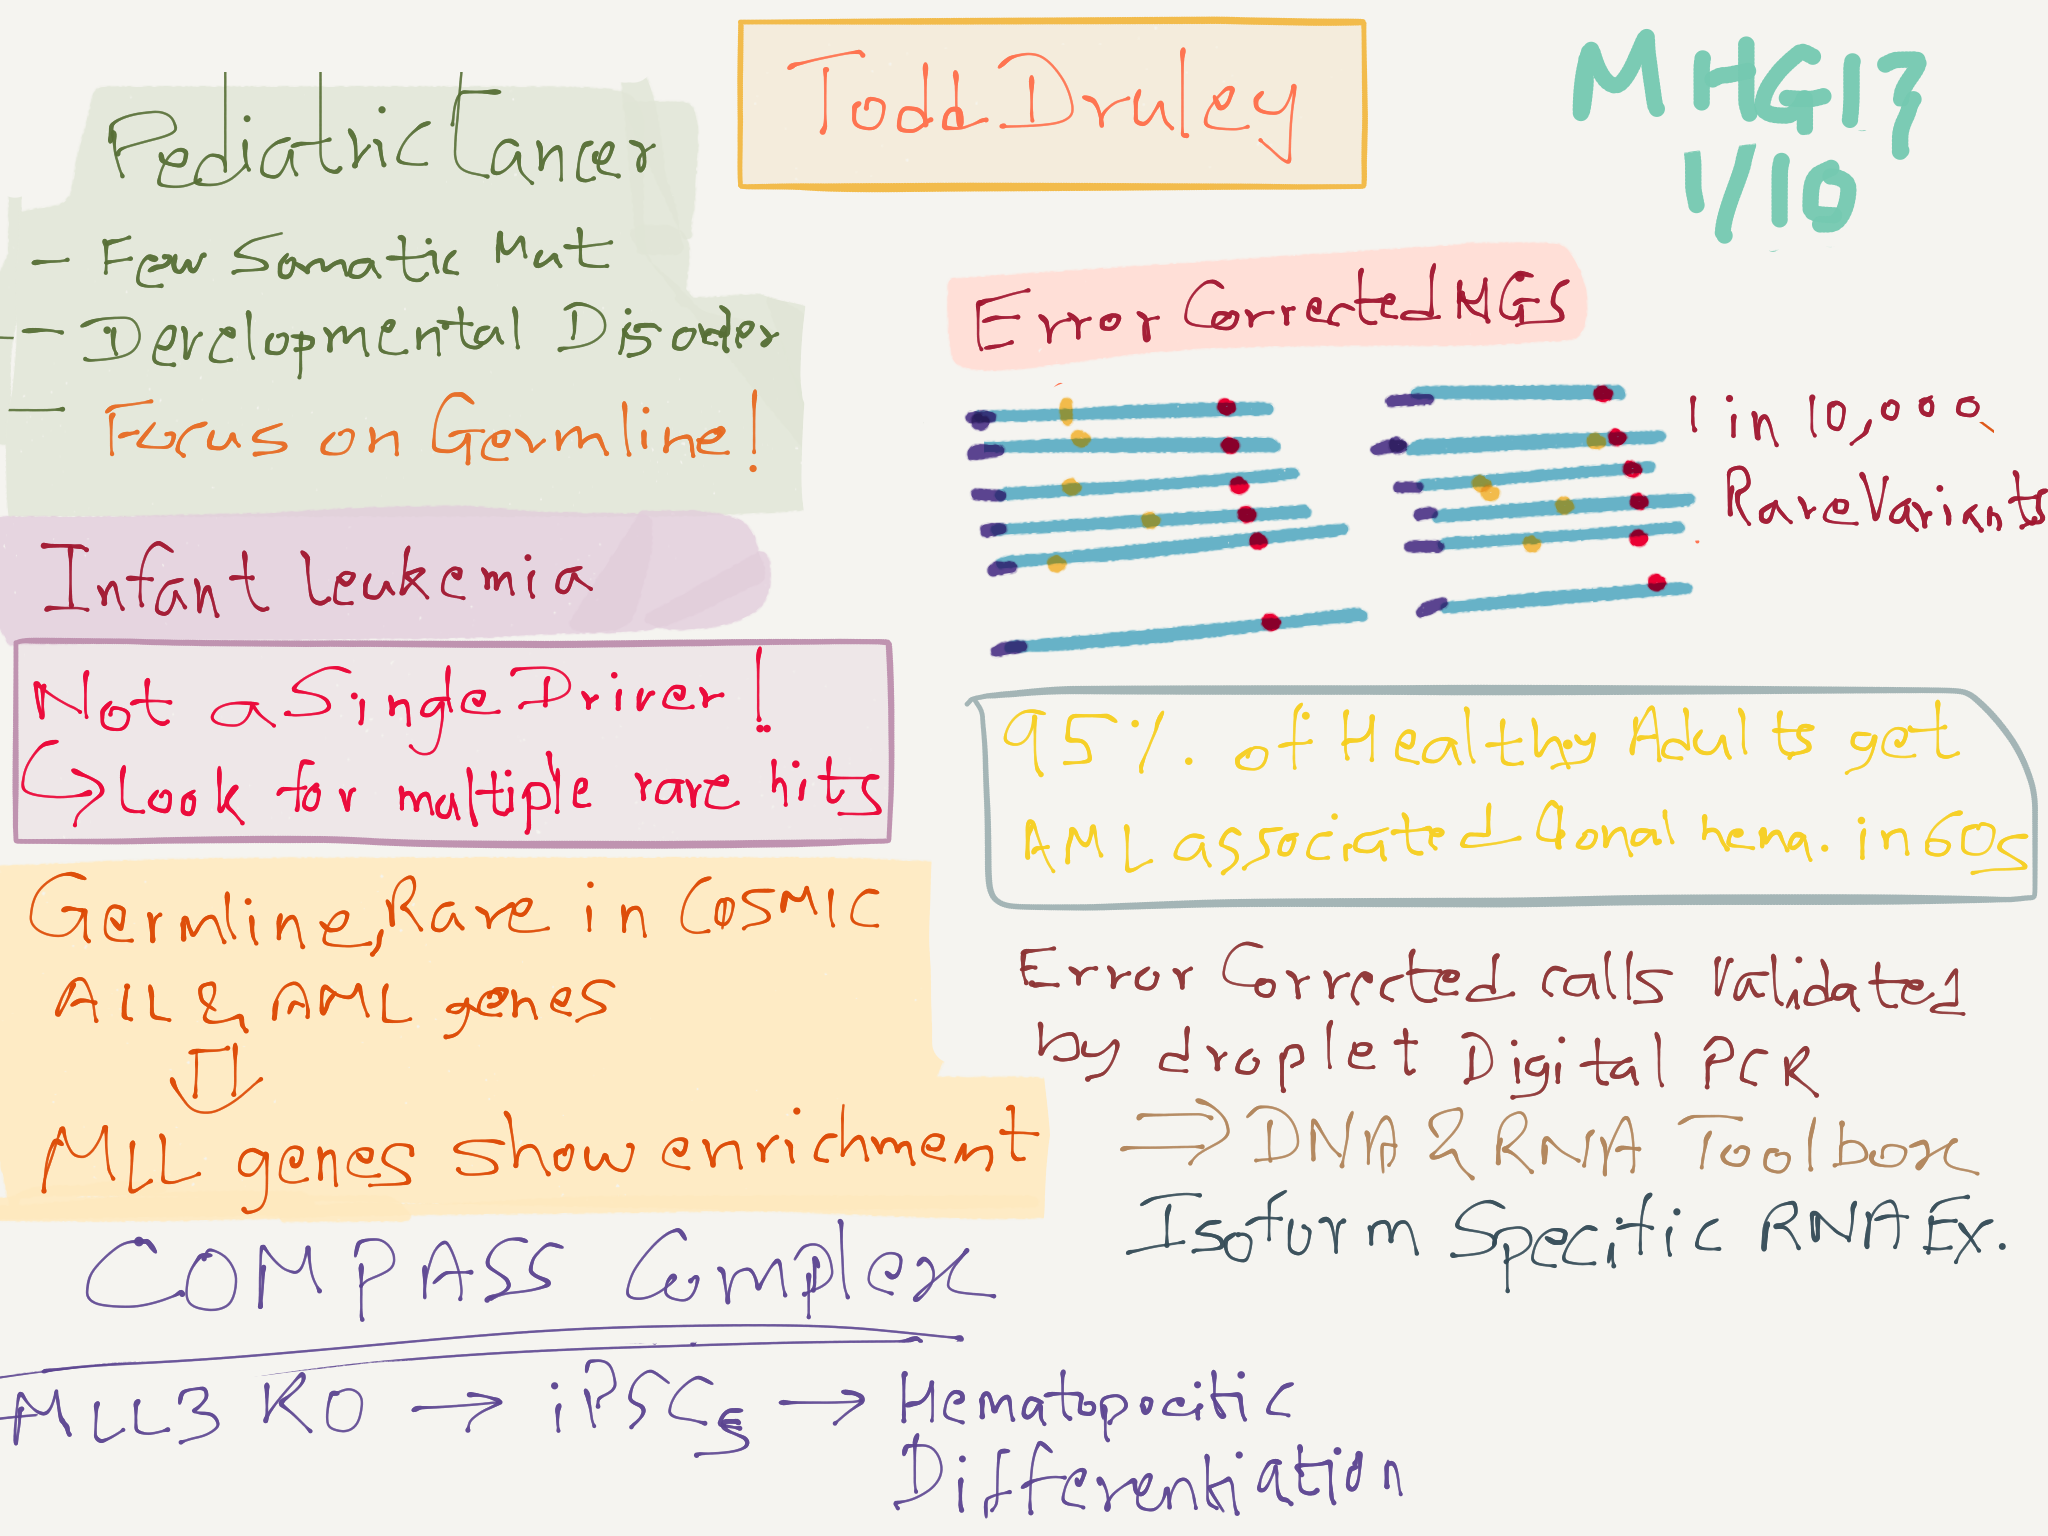 Todd Druley
MHGI?
1/10
Pediatric Cancer
- Few Somatic Mut
- Developmental Disorder
- Focus on Germline!
Infant Leukemia
Not a Single Driver!
Look for multiple rare hits
Germline, Rare in COSMIC
ALL & AML genes
MLL genes show enrichment
COMPASS Complex
MLL3 KO → iPSCs → Hematopoeitic
Differentiation
Error Corrected NGS
1 in 10,000
Rare Variants
95% of Healthy Adults get
AML associated Clonal hema. in 60s
Error Corrected calls Validated
by droplet Digital PCR
⇒ DNA & RNA Toolbox
Isoform Specific RNA Ex.